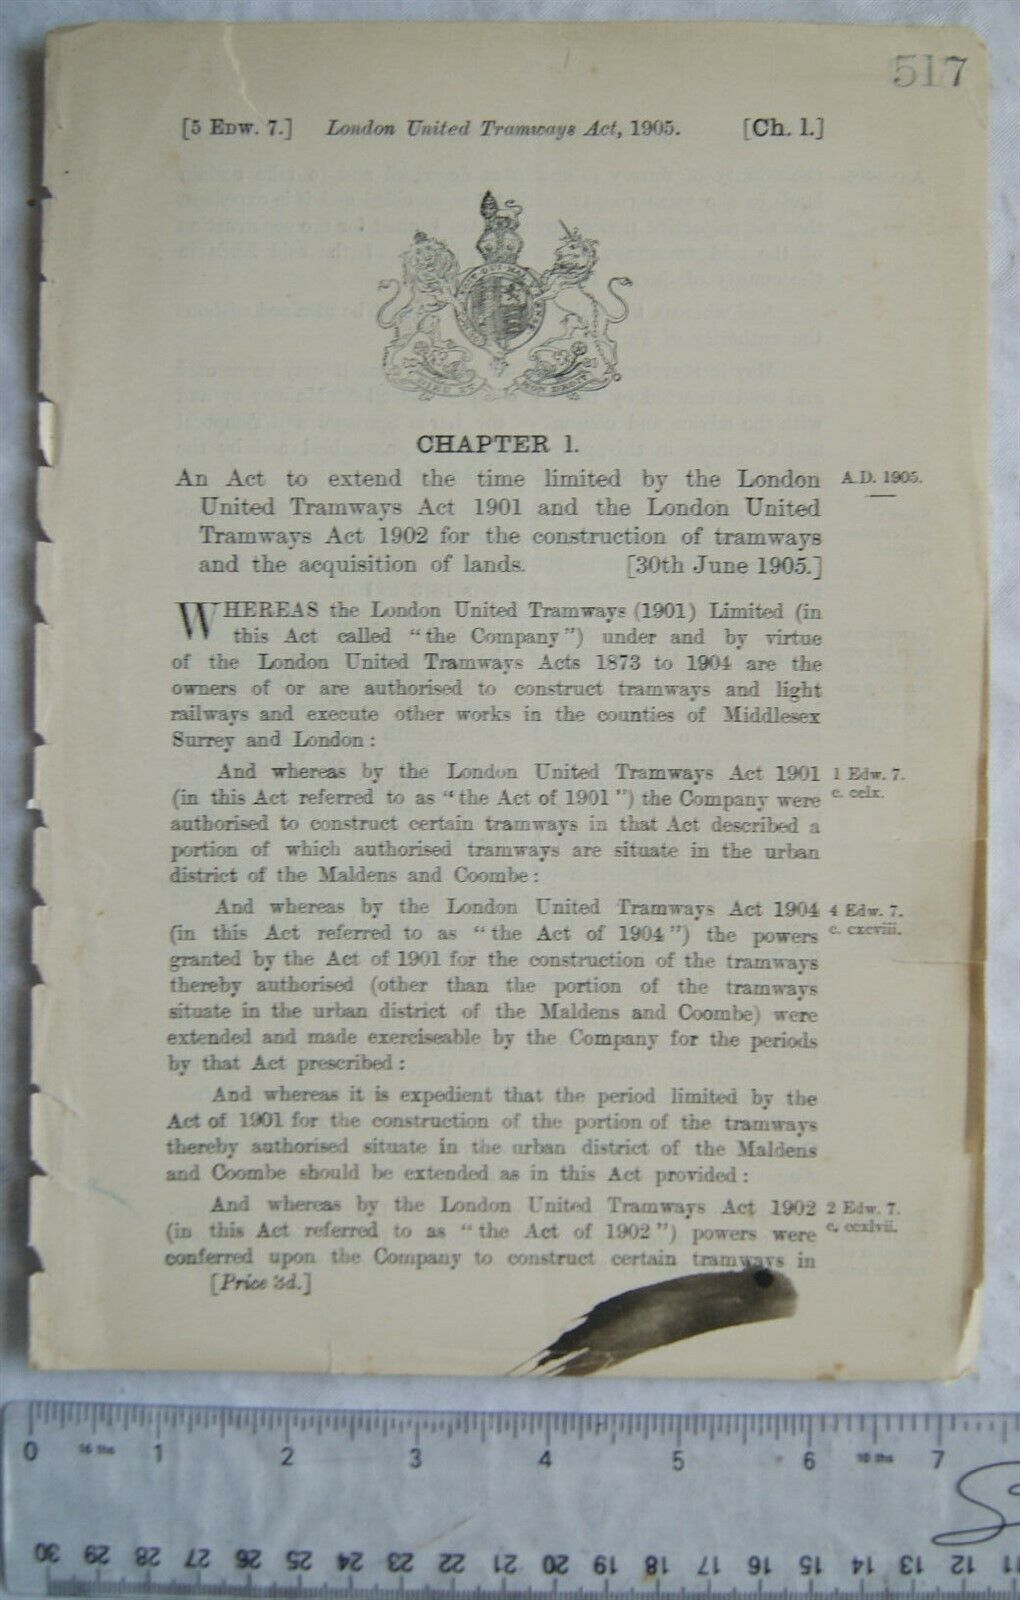 517
[5 EDW. 7.] London United Tramways Act, 1905. [Ch. 1.]
DIEU ET MON DROIT
CHAPTER 1.
An Act to extend the time limited by the London A.D. 1905.
United Tramways Act 1901 and the London United
Tramways Act 1902 for the construction of tramways
and the acquisition of lands. [30th June 1905.]
WHEREAS the London United Tramways (1901) Limited (in
this Act called "the Company") under and by virtue
of the London United Tramways Acts 1873 to 1904 are the
owners of or are authorised to construct tramways and light
railways and execute other works in the counties of Middlesex
Surrey and London:
And whereas by the London United Tramways Act 1901 1 Edw. 7.
(in this Act referred to as "the Act of 1901") the Company were c. cclx.
authorised to construct certain tramways in that Act described a
portion of which authorised tramways are situate in the urban
district of the Maldens and Coombe:
And whereas by the London United Tramways Act 1904 4 Edw. 7.
(in this Act referred to as "the Act of 1904") the powers c. cxcviii.
granted by the Act of 1901 for the construction of the tramways
thereby authorised (other than the portion of the tramways
situate in the urban district of the Maldens and Coombe) were
extended and made exerciseable by the Company for the periods
by that Act prescribed:
And whereas it is expedient that the period limited by the
Act of 1901 for the construction of the portion of the tramways
thereby authorised situate in the urban district of the Maldens
and Coombe should be extended as in this Act provided:
And whereas by the London United Tramways Act 1902 2 Edw. 7.
(in this Act referred to as "the Act of 1902") powers were c. ccxlvii.
conferred upon the Company to construct certain tramways in
[Price 3d.]
0 16 ths 1 2 3 4 5 6 10 ths 7
30 29 28 27 26 25 24 23 22 21 20 19 18 17 16 15 14 13 12 11